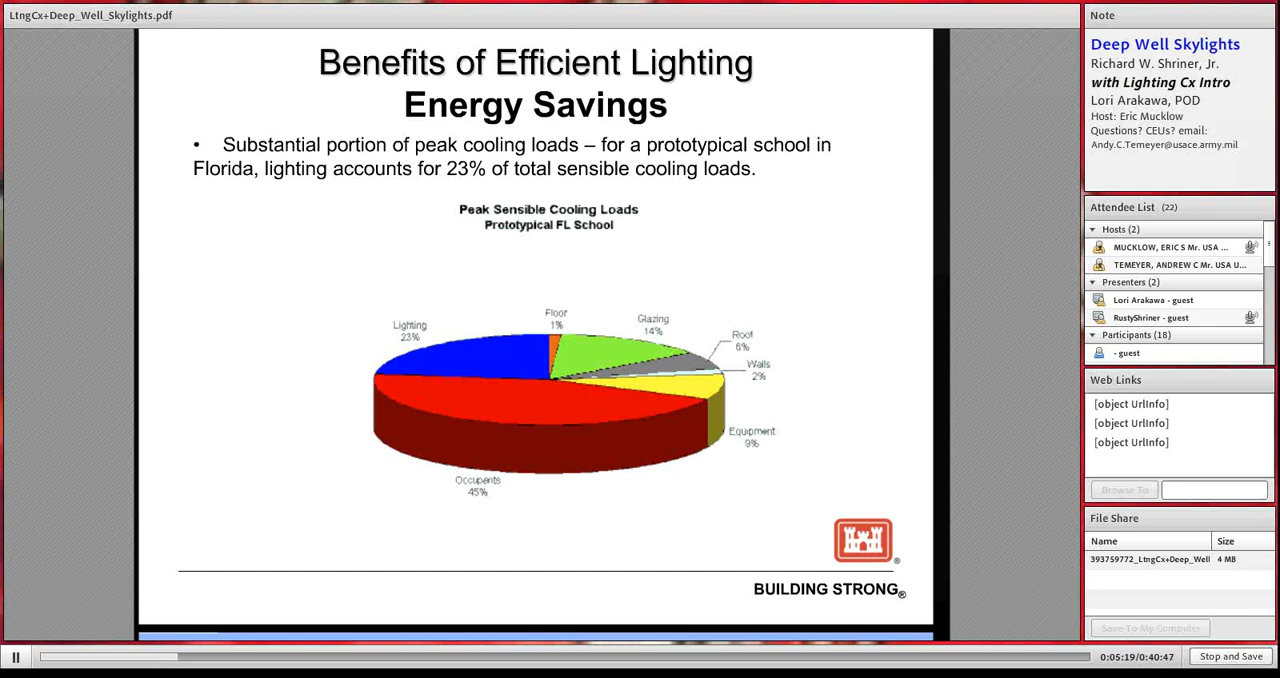 LtngCx+Deep_Well_Skylights.pdf
Benefits of Efficient Lighting
Energy Savings
• Substantial portion of peak cooling loads – for a prototypical school in
Florida, lighting accounts for 23% of total sensible cooling loads.
Peak Sensible Cooling Loads
Prototypical FL School
Floor
1%
Glazing
14%
Lighting
23%
Roof
6%
Walls
2%
Equipment
9%
Occupants
45%
®
BUILDING STRONG®
Note
Deep Well Skylights
Richard W. Shriner, Jr.
with Lighting Cx Intro
Lori Arakawa, POD
Host: Eric Mucklow
Questions? CEUs? email:
Andy.C.Temeyer@usace.army.mil
Attendee List (22)
Hosts (2)
MUCKLOW, ERIC S Mr. USA ...
TEMEYER, ANDREW C Mr. USA U...
Presenters (2)
Lori Arakawa - guest
RustyShriner - guest
Participants (18)
- guest
Web Links
[object UrlInfo]
[object UrlInfo]
[object UrlInfo]
Browse To
File Share
Name Size
393759772_LtngCx+Deep_Well 4 MB
Save To My Computer
0:05:19/0:40:47
Stop and Save